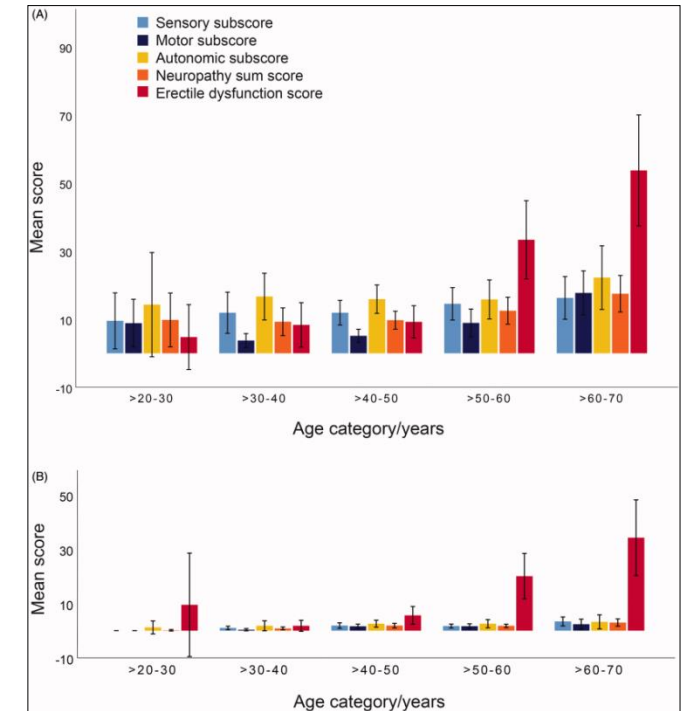 (A)
Sensory subscore
Motor subscore
Autonomic subscore
Neuropathy sum score
Erectile dysfunction score
90
70
50
30
10
-10
Mean score
>20-30 >30-40 >40-50 >50-60 >60-70
Age category/years
(B)
50
30
10
-10
Mean score
>20-30 >30-40 >40-50 >50-60 >60-70
Age category/years